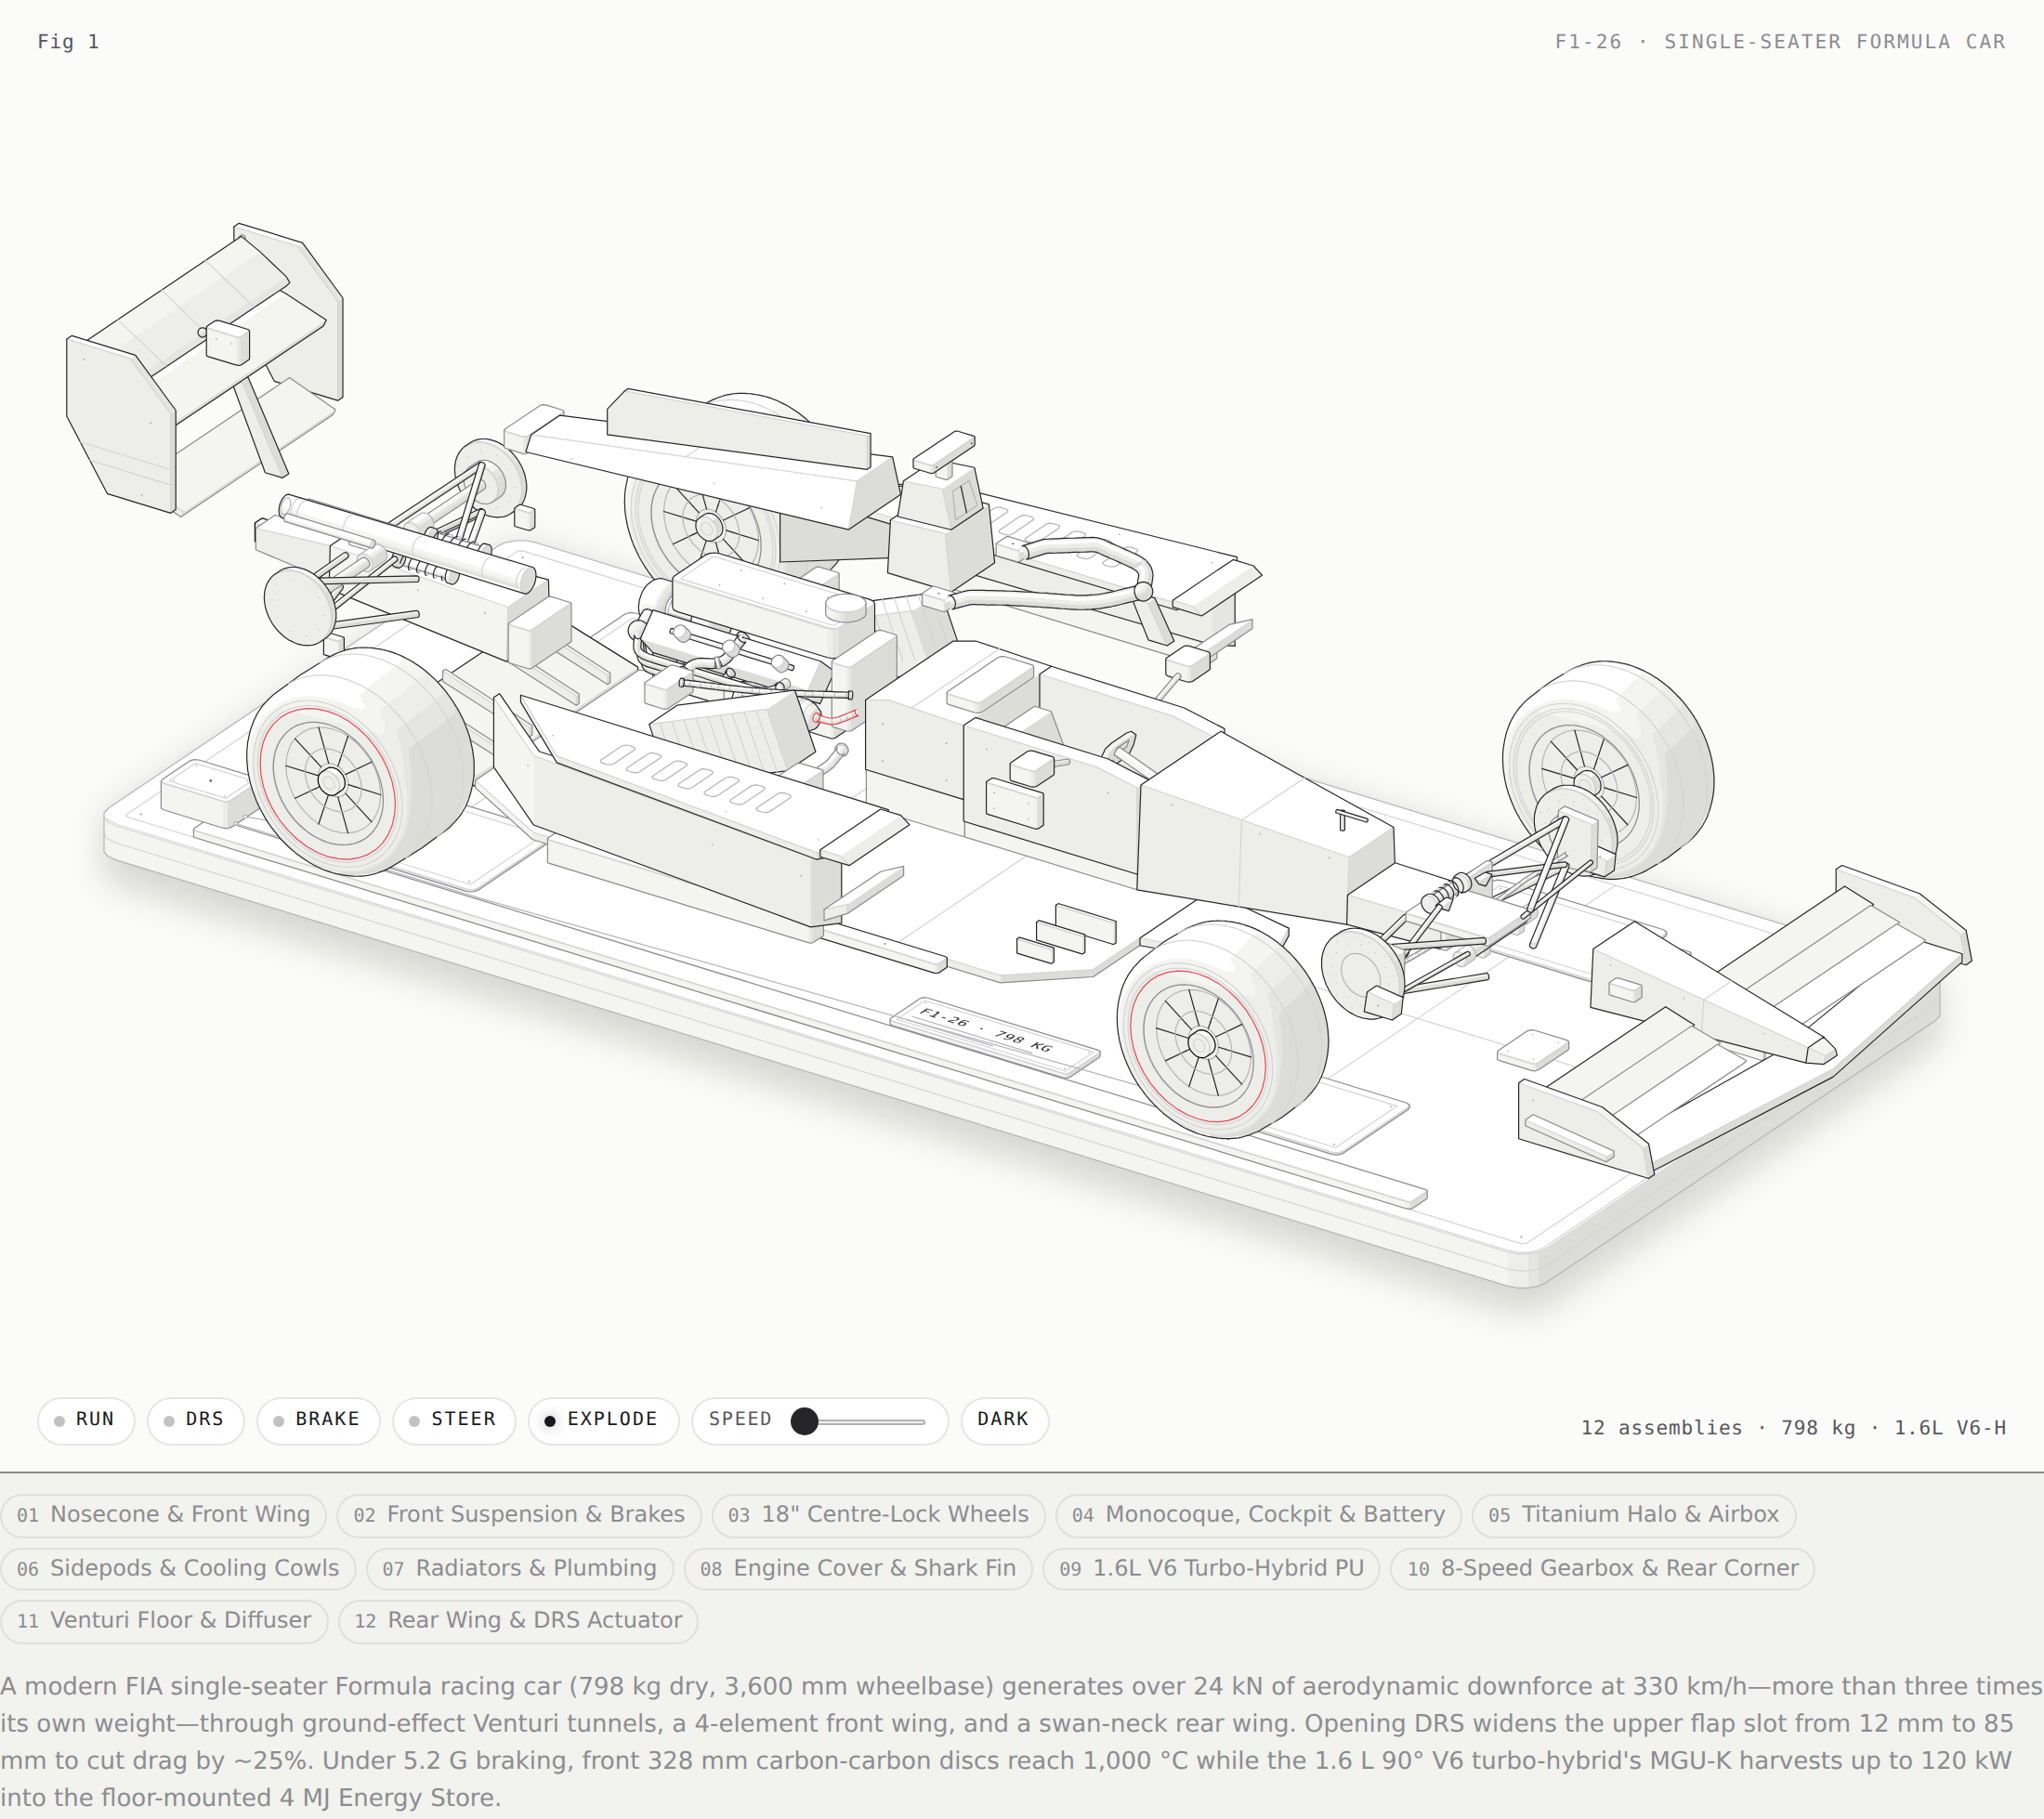 Fig 1
F1-26 · SINGLE-SEATER FORMULA CAR
F1-26 · 798 KG
RUN
DRS
BRAKE
STEER
EXPLODE
SPEED
DARK
12 assemblies · 798 kg · 1.6L V6-H
01 Nosecone & Front Wing
02 Front Suspension & Brakes
03 18" Centre-Lock Wheels
04 Monocoque, Cockpit & Battery
05 Titanium Halo & Airbox
06 Sidepods & Cooling Cowls
07 Radiators & Plumbing
08 Engine Cover & Shark Fin
09 1.6L V6 Turbo-Hybrid PU
10 8-Speed Gearbox & Rear Corner
11 Venturi Floor & Diffuser
12 Rear Wing & DRS Actuator
A modern FIA single-seater Formula racing car (798 kg dry, 3,600 mm wheelbase) generates over 24 kN of aerodynamic downforce at 330 km/h—more than three times
its own weight—through ground-effect Venturi tunnels, a 4-element front wing, and a swan-neck rear wing. Opening DRS widens the upper flap slot from 12 mm to 85
mm to cut drag by ~25%. Under 5.2 G braking, front 328 mm carbon-carbon discs reach 1,000 °C while the 1.6 L 90° V6 turbo-hybrid's MGU-K harvests up to 120 kW
into the floor-mounted 4 MJ Energy Store.